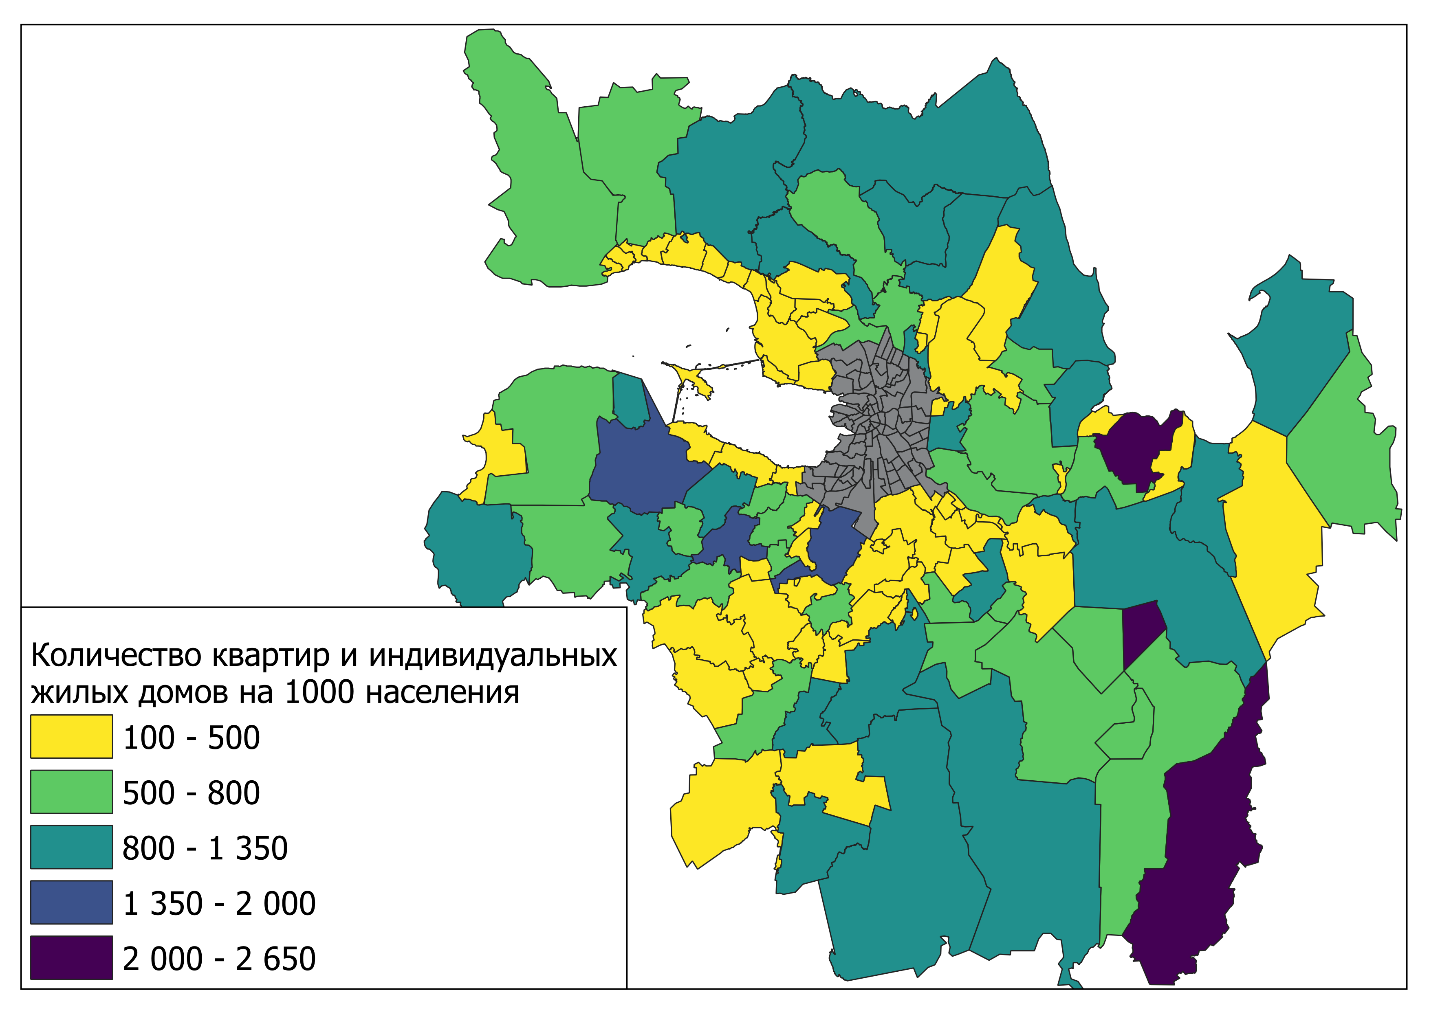 Количество квартир и индивидуальных
жилых домов на 1000 населения
100 - 500
500 - 800
800 - 1 350
1 350 - 2 000
2 000 - 2 650